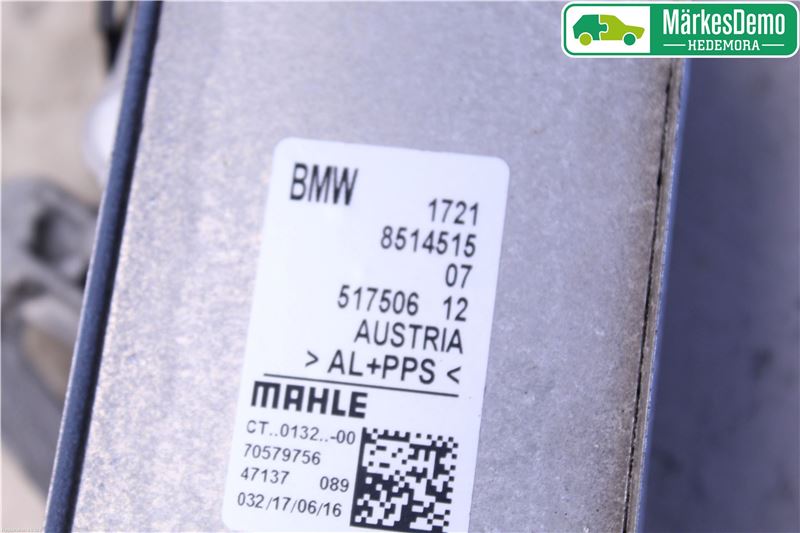 MärkesDemo
HEDEMORA
BMW 1721
8514515
07
517506 12
AUSTRIA
> AL+PPS <
MAHLE
CT..0132..-00
70579756
47137 089
032/17/06/16